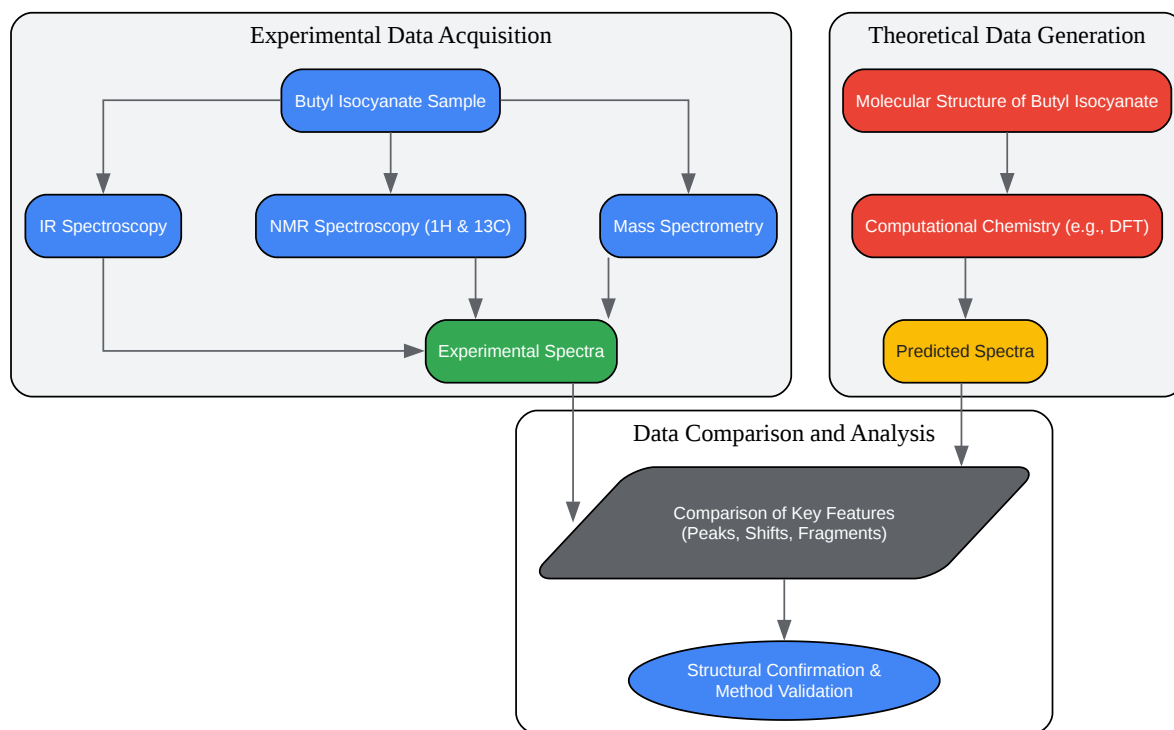 Experimental Data Acquisition
Butyl Isocyanate Sample
IR Spectroscopy
NMR Spectroscopy (1H & 13C)
Mass Spectrometry
Experimental Spectra
Theoretical Data Generation
Molecular Structure of Butyl Isocyanate
Computational Chemistry (e.g., DFT)
Predicted Spectra
Data Comparison and Analysis
Comparison of Key Features
(Peaks, Shifts, Fragments)
Structural Confirmation &
Method Validation